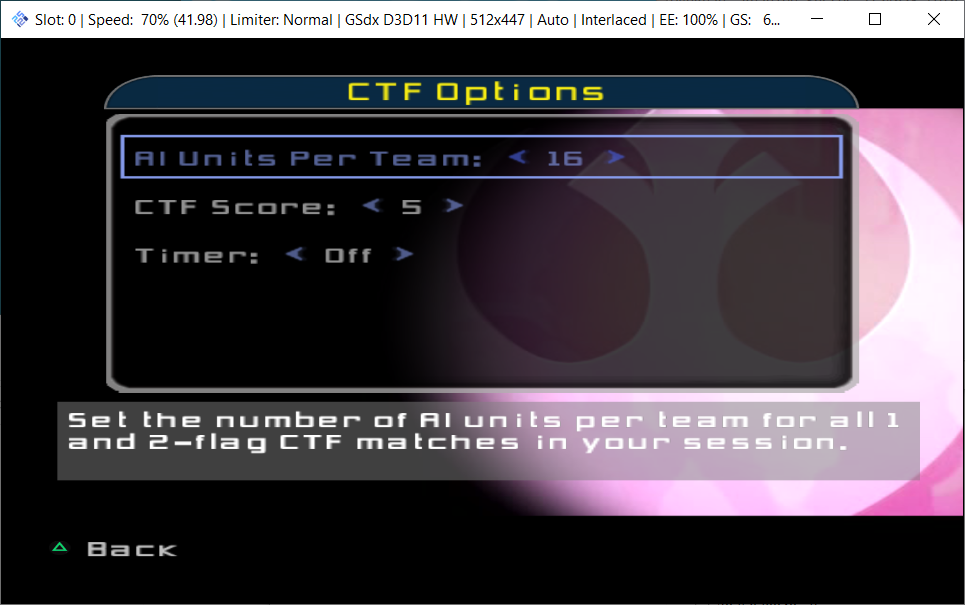 Slot: 0 | Speed: 70% (41.98) | Limiter: Normal | GSdx D3D11 HW | 512x447 | Auto | Interlaced | EE: 100% | GS: 6...
CTF Options
AI Units Per Team: < 16 >
CTF Score: < 5 >
Timer: < Off >
Set the number of AI units per team for all 1
and 2-flag CTF matches in your session.
Back